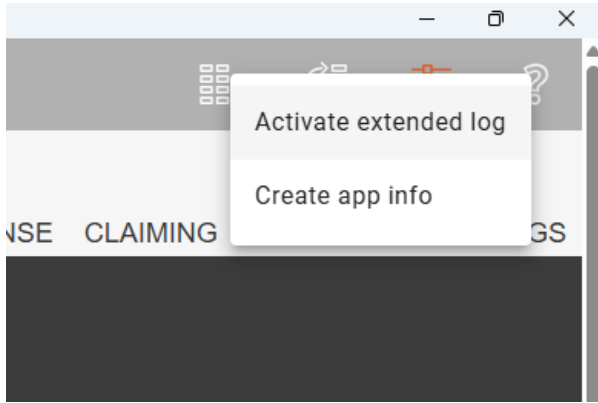 Activate extended log
Create app info
NSE CLAIMING GS